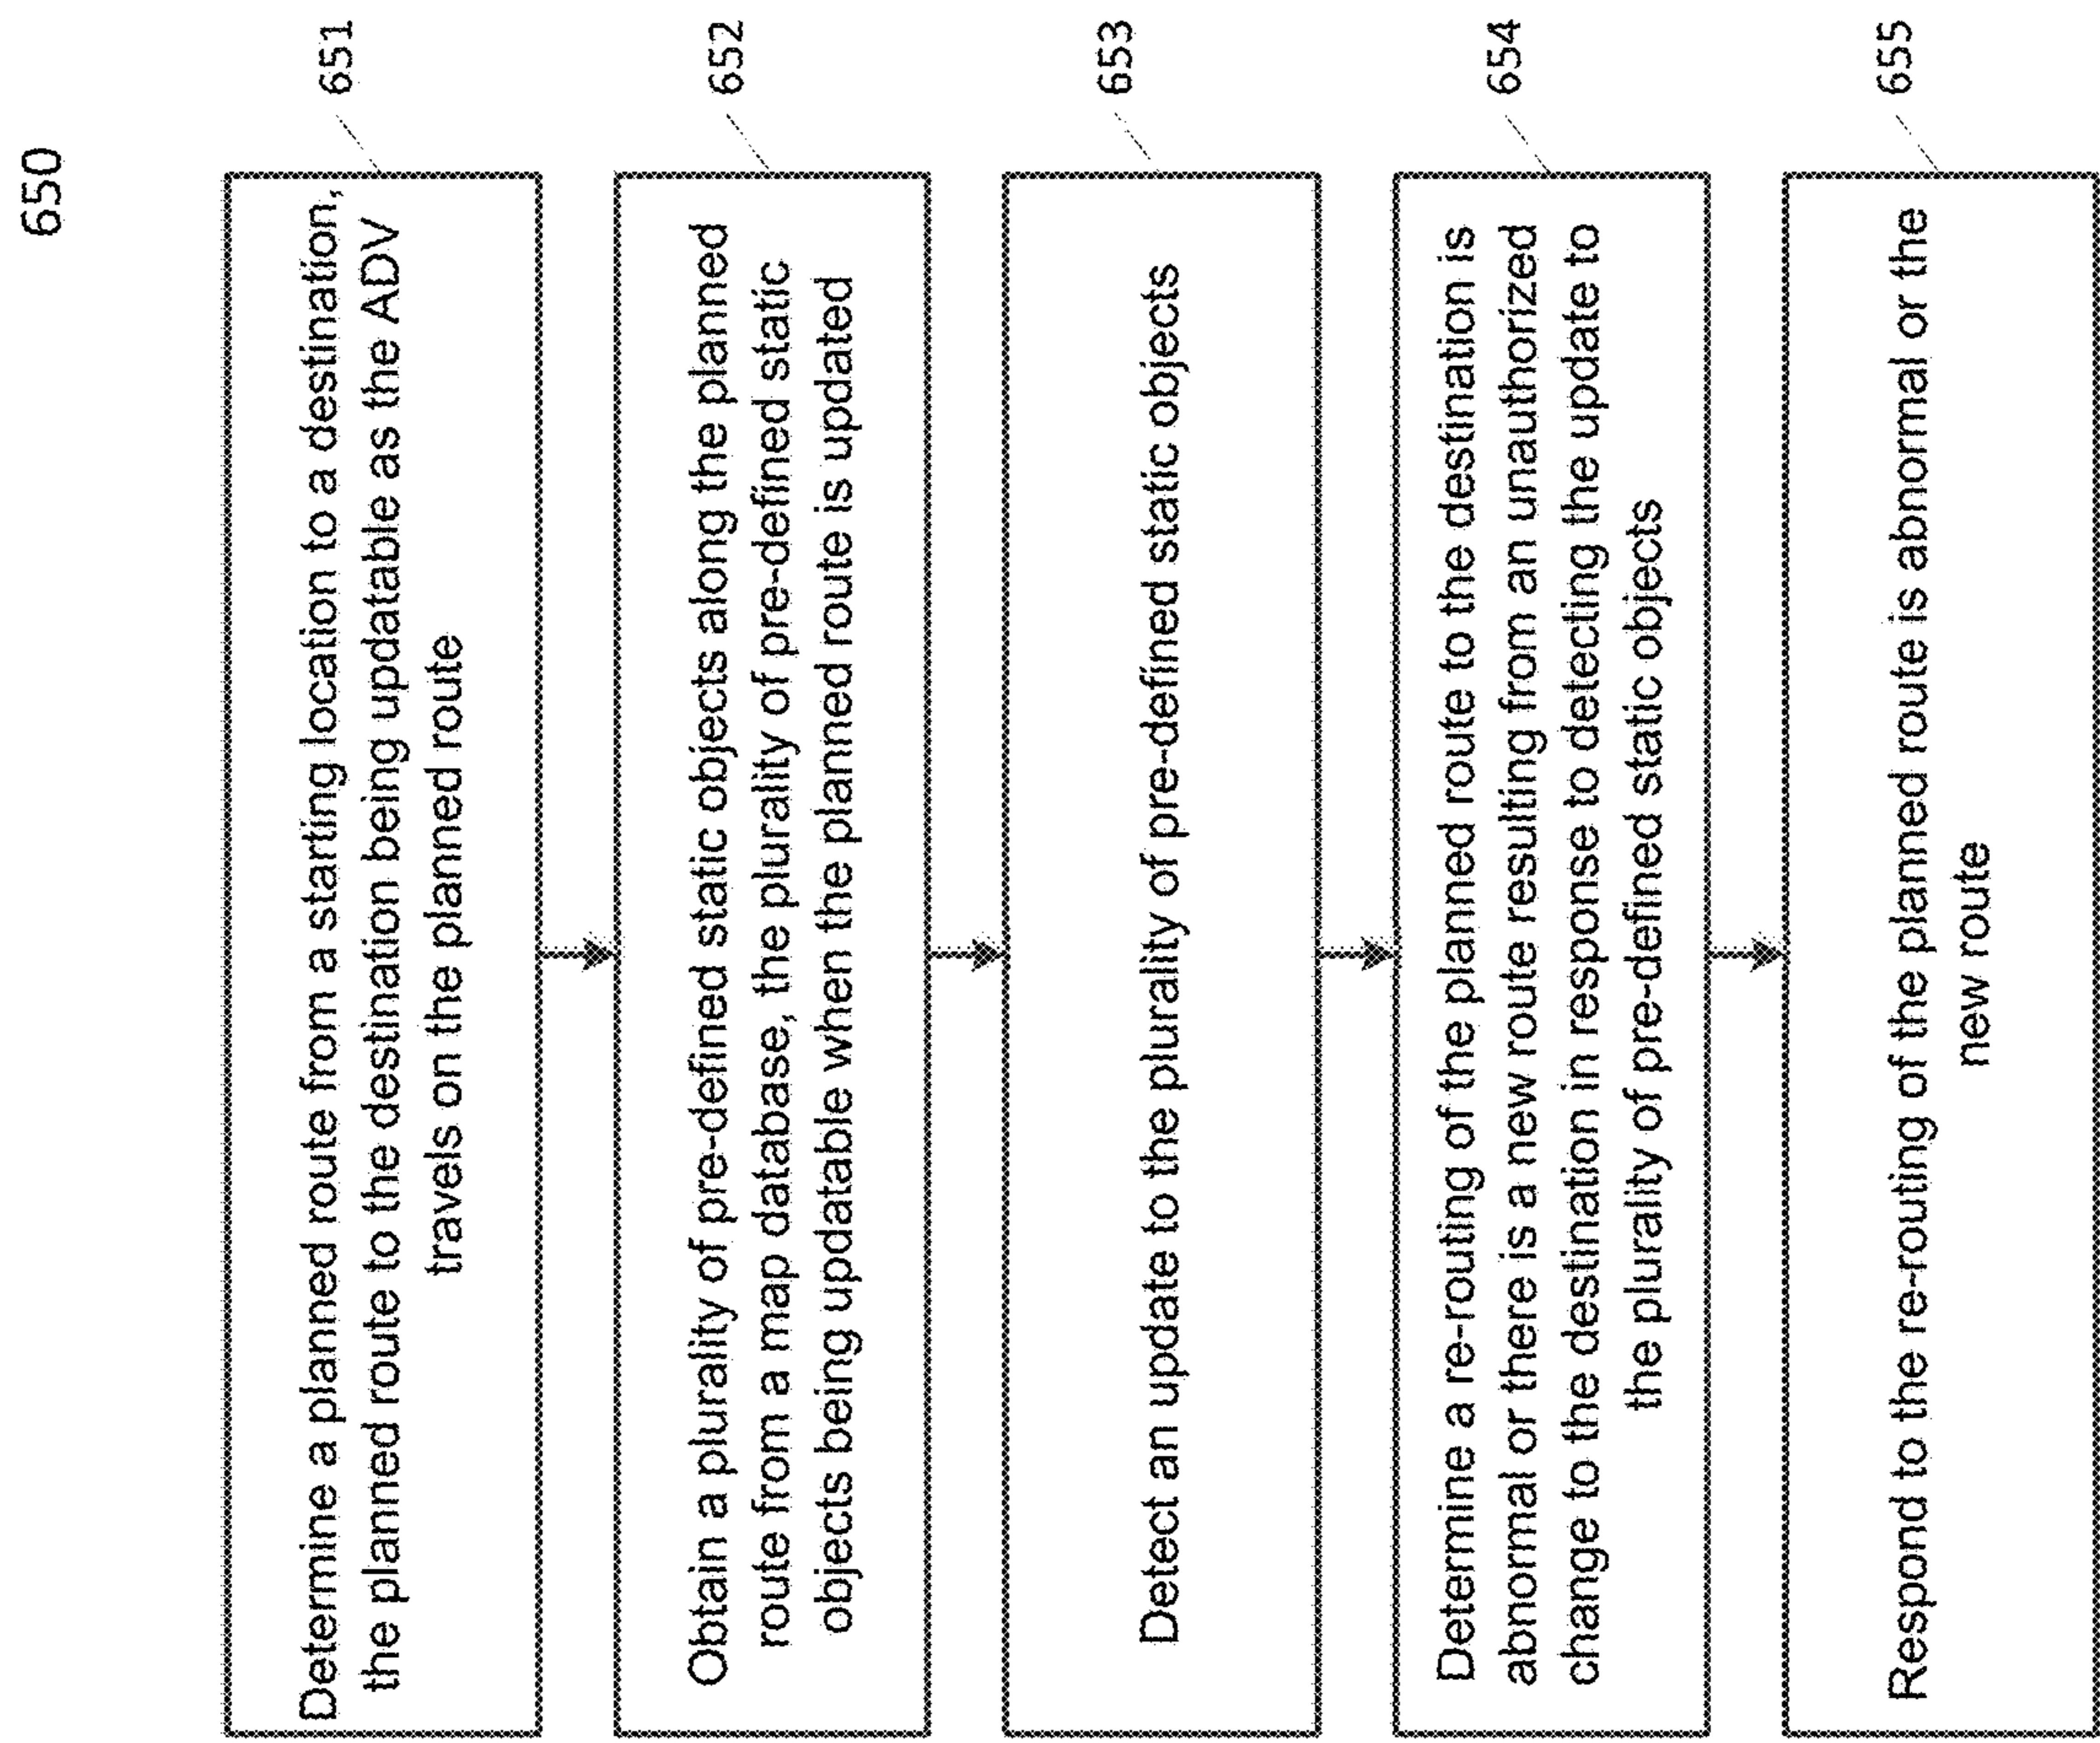 650
Determine a planned route from a starting location to a destination,
the planned route to the destination being updatable as the ADV
travels on the planned route
651
Obtain a plurality of pre-defined static objects along the planned
route from a map database, the plurality of pre-defined static
objects being updatable when the planned route is updated
652
Detect an update to the plurality of pre-defined static objects
653
Determine a re-routing of the planned route to the destination is
abnormal or there is a new route resulting from an unauthorized
change to the destination in response to detecting the update to
the plurality of pre-defined static objects
654
Respond to the re-routing of the planned route is abnormal or the
new route
655